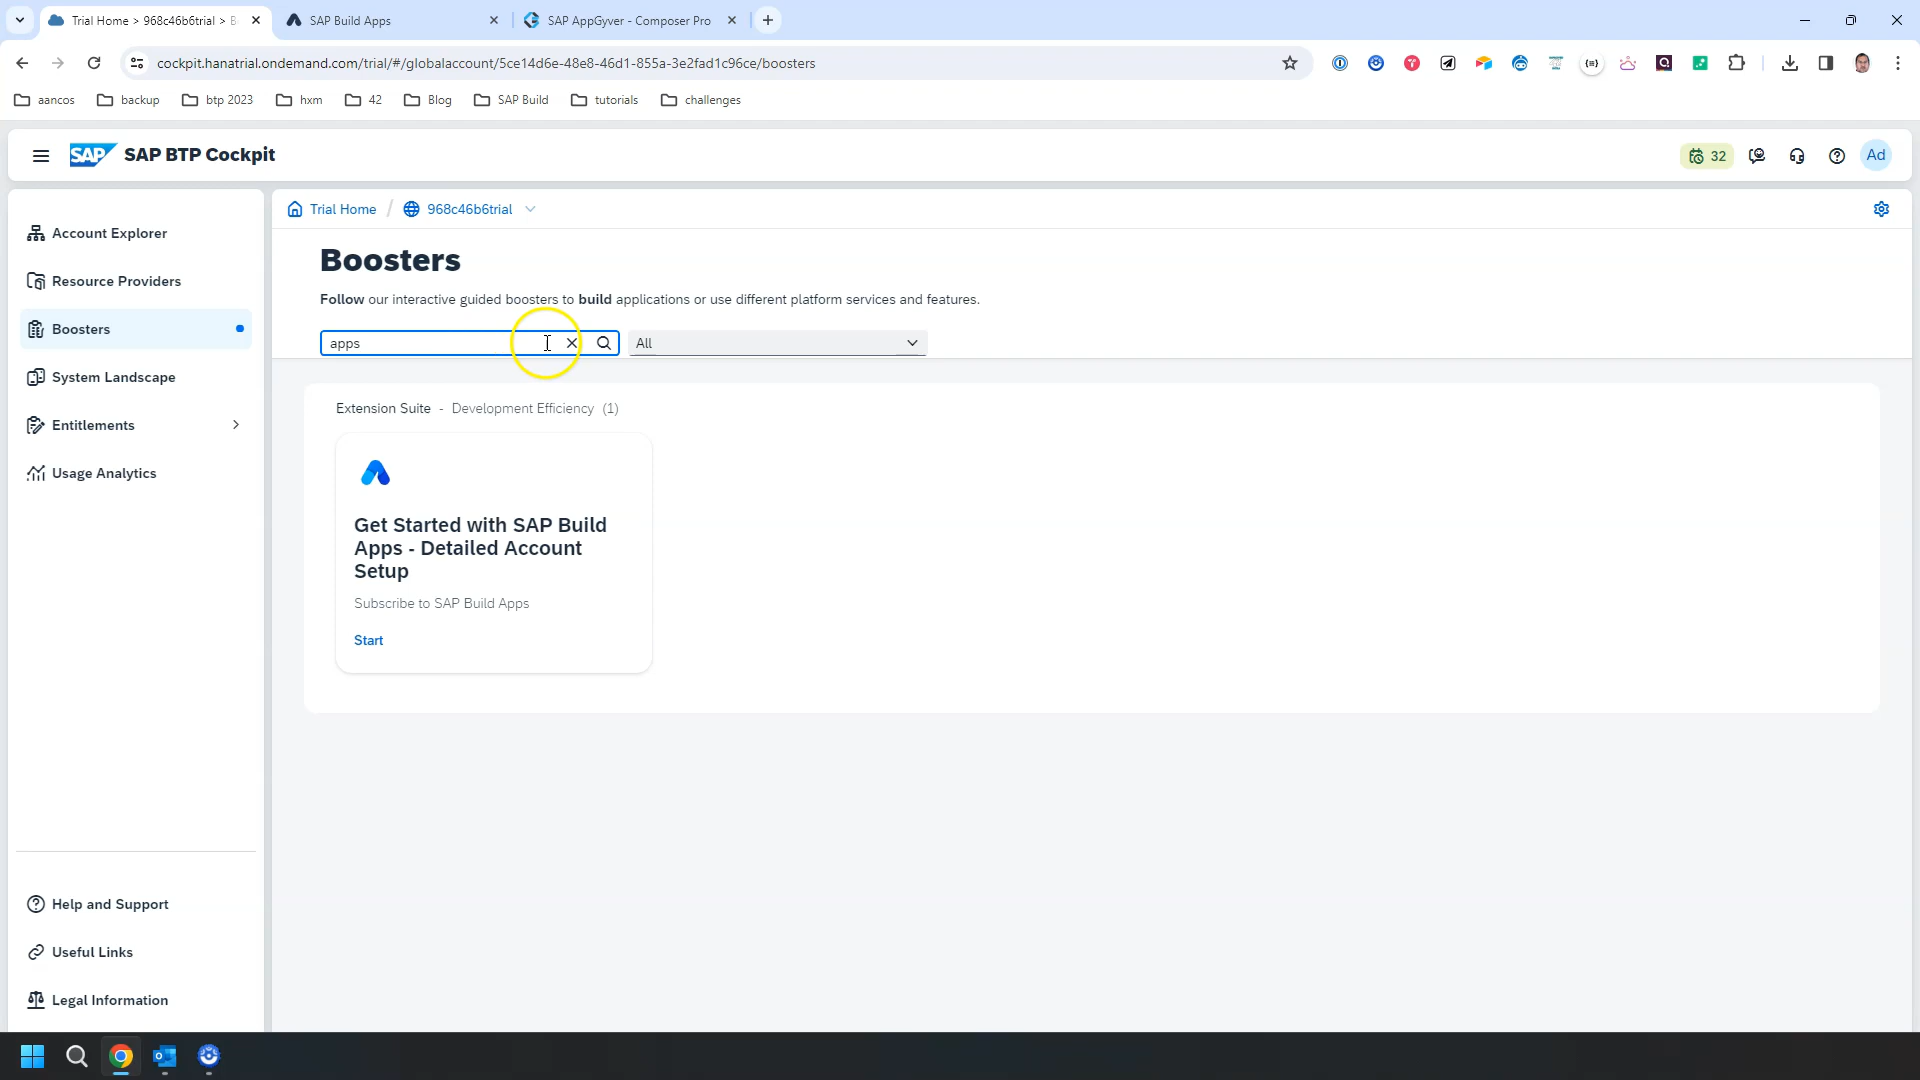 Trial Home > 968c46b6trial > B
SAP Build Apps
SAP AppGyver - Composer Pro
cockpit.hanatrial.ondemand.com/trial/#/globalaccount/5ce14d6e-48e8-46d1-855a-3e2fad1c96ce/boosters
aancos
backup
btp 2023
hxm
42
Blog
SAP Build
tutorials
challenges
SAP
SAP BTP Cockpit
32
Ad
Account Explorer
Resource Providers
Boosters
System Landscape
Entitlements
Usage Analytics
Help and Support
Useful Links
Legal Information
Trial Home / 968c46b6trial
Boosters
Follow our interactive guided boosters to build applications or use different platform services and features.
apps
All
Extension Suite - Development Efficiency (1)
Get Started with SAP Build
Apps - Detailed Account
Setup
Subscribe to SAP Build Apps
Start